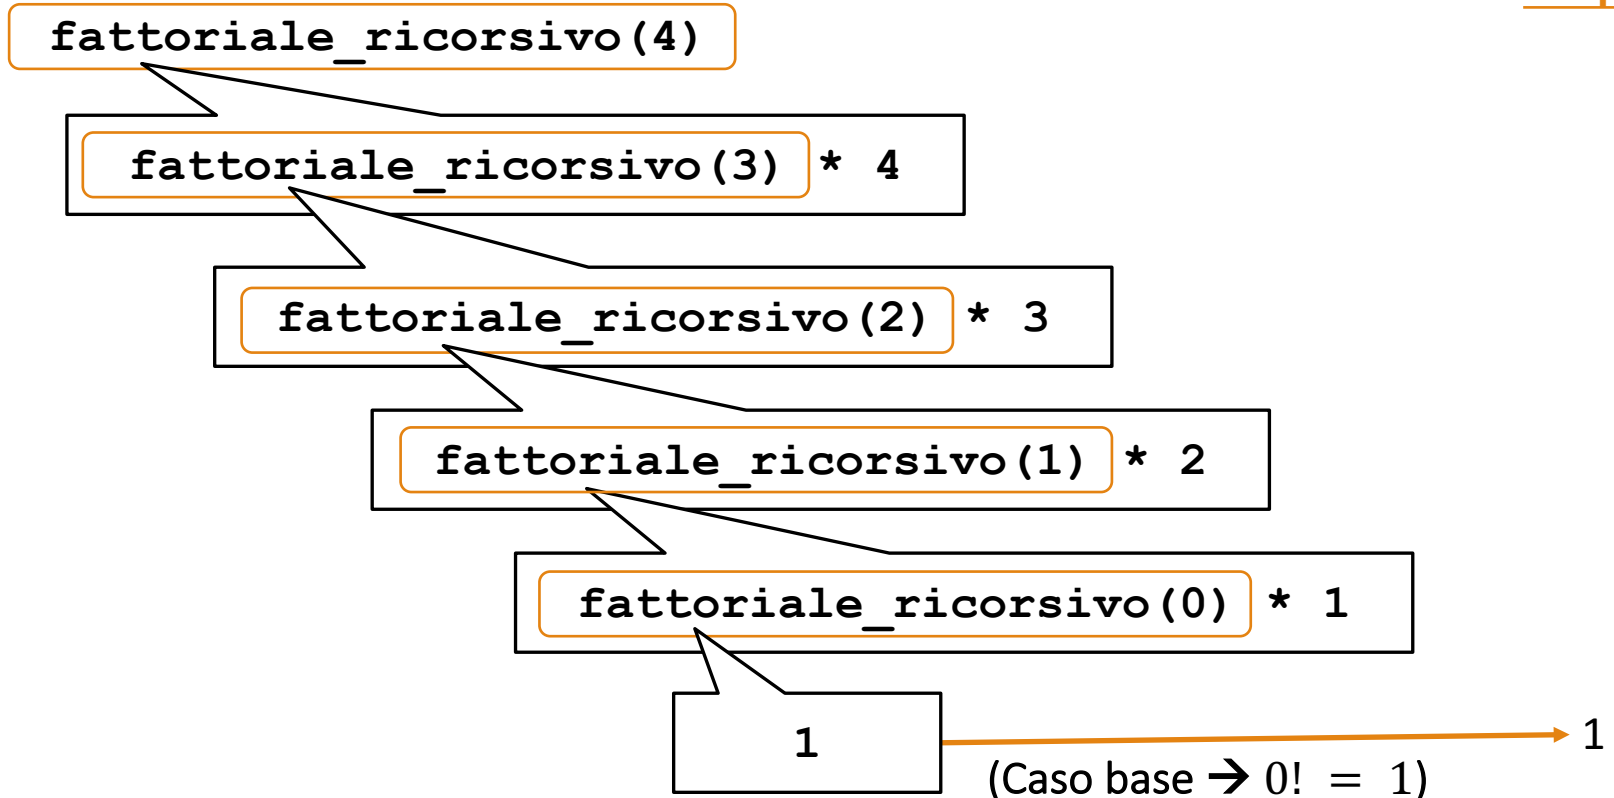 fattoriale_ricorsivo(4)
fattoriale_ricorsivo(3) * 4
fattoriale_ricorsivo(2) * 3
fattoriale_ricorsivo(1) * 2
fattoriale_ricorsivo(0) * 1
1 1
(Caso base → 0! = 1)